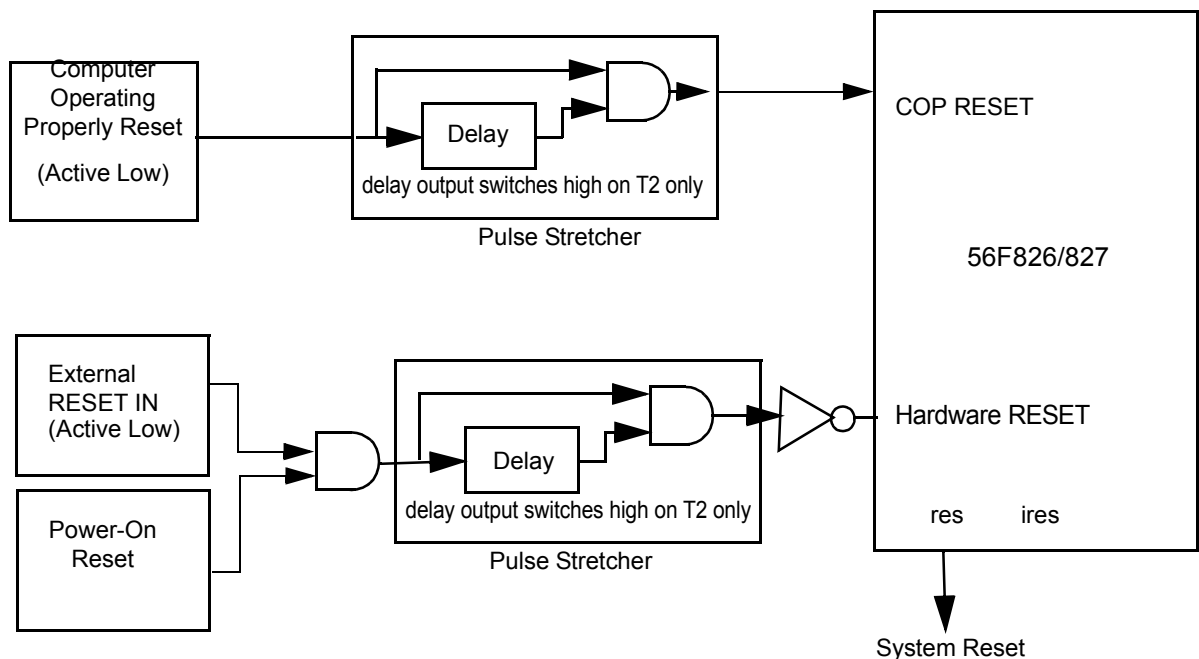 Computer
Operating
Properly Reset
(Active Low)
Delay
delay output switches high on T2 only
Pulse Stretcher
COP RESET
56F826/827
External
RESET IN
(Active Low)
Power-On
Reset
Delay
delay output switches high on T2 only
Pulse Stretcher
Hardware RESET
res ires
System Reset